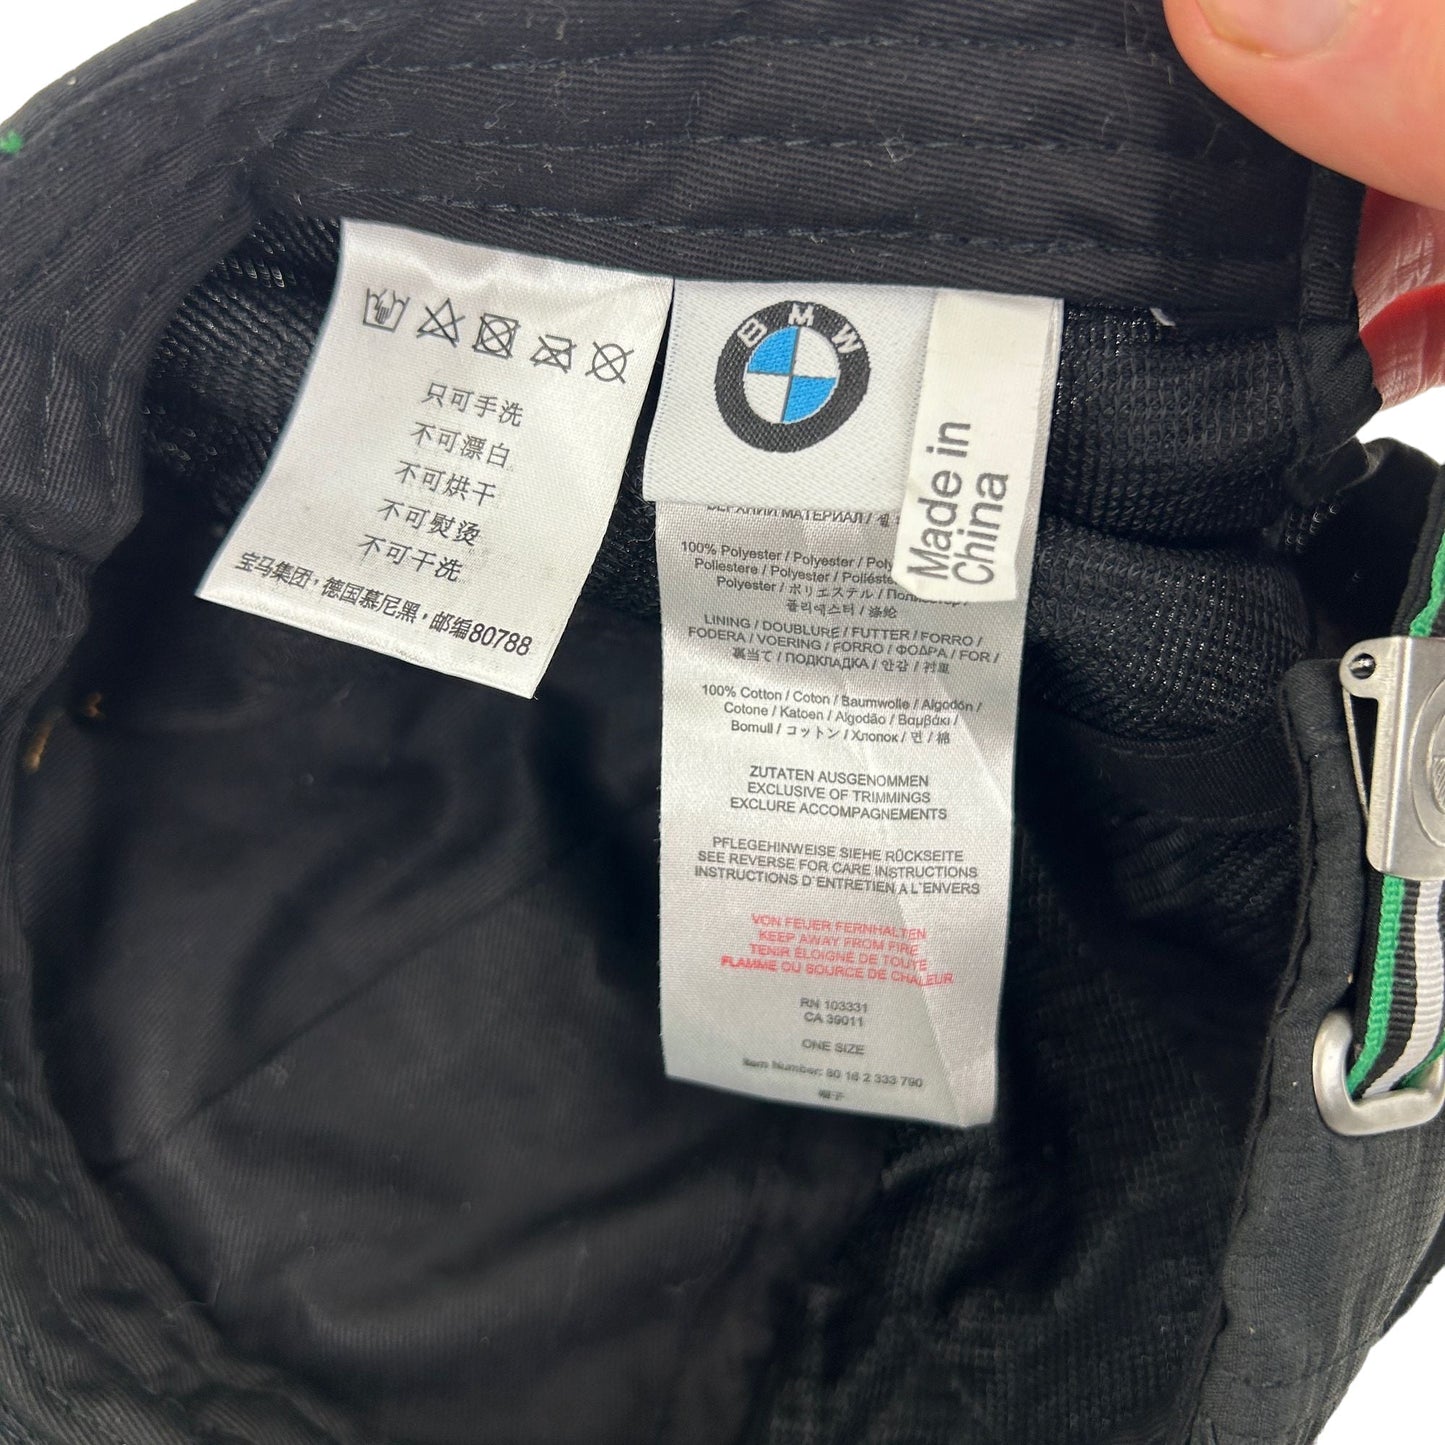 只可手洗
不可漂白
不可烘干
不可熨烫
不可干洗
宝马集团，德国慕尼黑，邮编80788
BMW
Made in
China
ВЕРХНИЙ МАТЕРИАЛ /
100% Polyester / Polyester /
Poliestere / Polyester / Poliéster
Polyester / ポリエステル /
폴리에스터 / 涤纶
LINING / DOUBLURE / FUTTER / FORRO /
FODERA / VOERING / FORRO / ΦΟΔΡΑ / FOR /
裏当て / ПОДКЛАДКА / 안감 / 衬里
100% Cotton / Coton / Baumwolle / Algodón /
Cotone / Katoen / Algodão / Βαμβάκι /
Bomull / コットン / Хлопок / 면 / 棉
ZUTATEN AUSGENOMMEN
EXCLUSIVE OF TRIMMINGS
EXCLURE ACCOMPAGNEMENTS
PFLEGEHINWEISE SIEHE RÜCKSEITE
SEE REVERSE FOR CARE INSTRUCTIONS
INSTRUCTIONS D'ENTRETIEN A L'ENVERS
VON FEUER FERNHALTEN
KEEP AWAY FROM FIRE
TENIR ÉLOIGNÉ DE TOUTE
FLAMME OU SOURCE DE CHALEUR
RN 103331
CA 39011
ONE SIZE
Item Number: 80 16 2 333 790
帽子